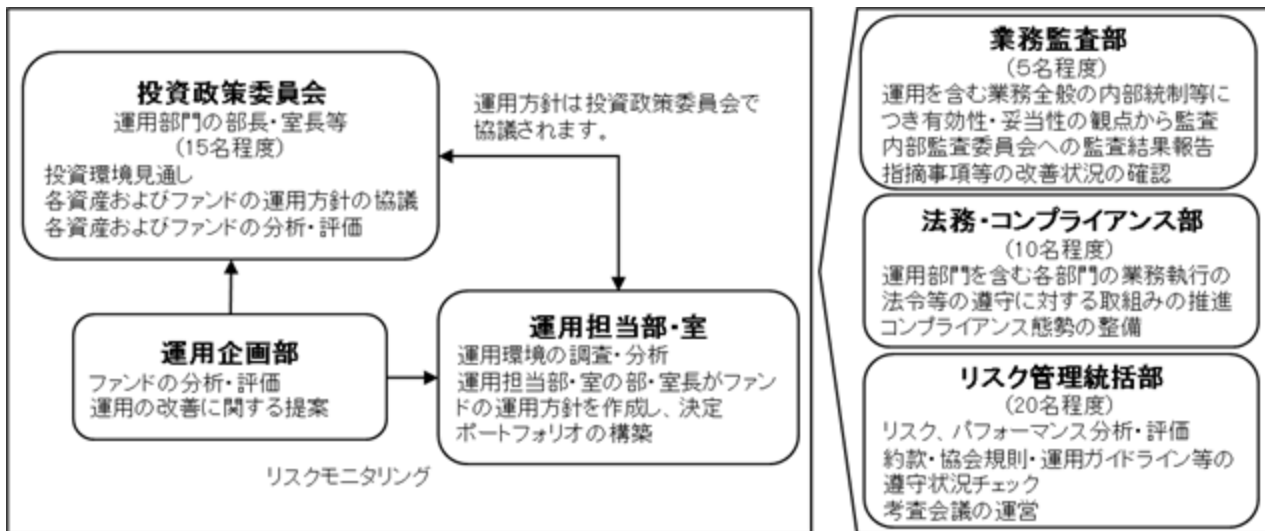 投資政策委員会
運用部門の部長・室長等
(15名程度)
投資環境見通し
各資産およびファンドの運用方針の協議
各資産およびファンドの分析・評価
運用方針は投資政策委員会で
協議されます。
運用企画部
ファンドの分析・評価
運用の改善に関する提案
運用担当部・室
運用環境の調査・分析
運用担当部・室の部・室長がファン
ドの運用方針を作成し、決定
ポートフォリオの構築
リスクモニタリング
業務監査部
(5名程度)
運用を含む業務全般の内部統制等に
つき有効性・妥当性の観点から監査
内部監査委員会への監査結果報告
指摘事項等の改善状況の確認
法務・コンプライアンス部
(10名程度)
運用部門を含む各部門の業務執行の
法令等の遵守に対する取組みの推進
コンプライアンス態勢の整備
リスク管理統括部
(20名程度)
リスク、パフォーマンス分析・評価
約款・協会規則・運用ガイドライン等の
遵守状況チェック
考査会議の運営